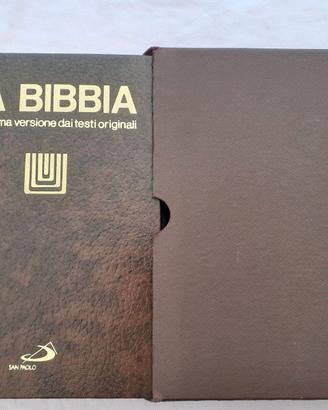 A BIBBIA
ma versione dai testi originali
SAN PAOLO